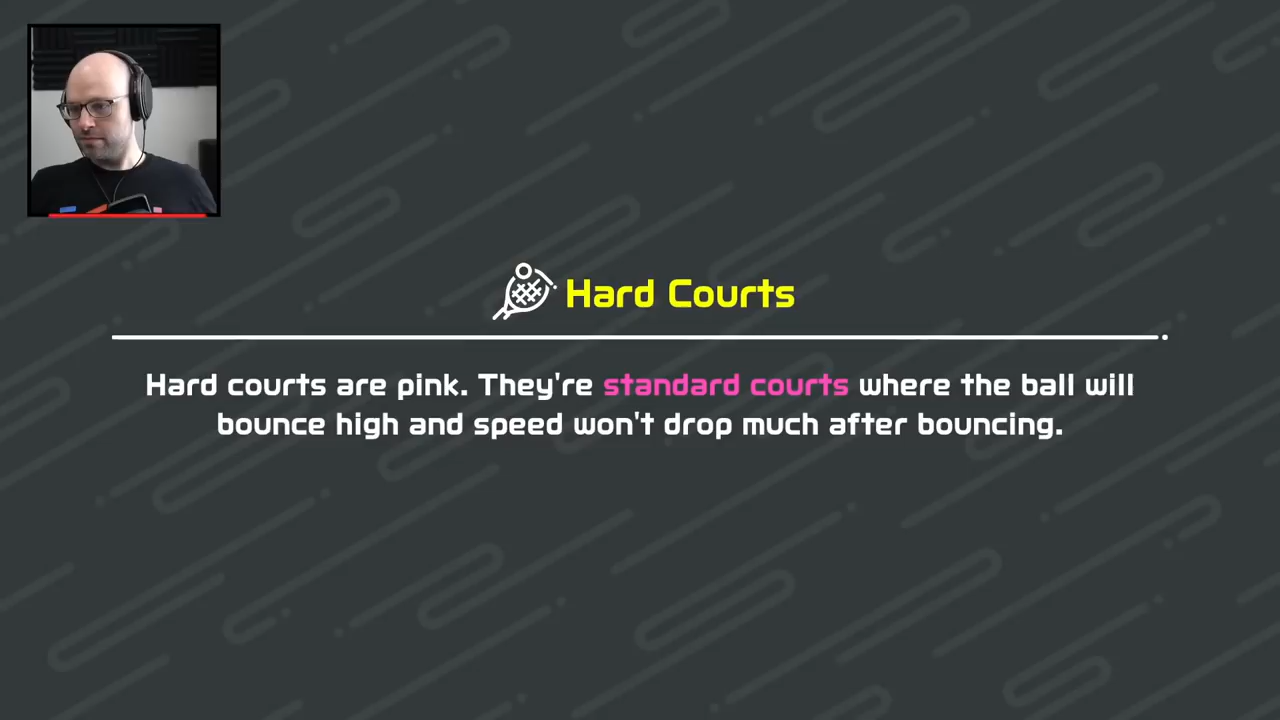 Hard Courts
Hard courts are pink. They're standard courts where the ball will
bounce high and speed won't drop much after bouncing.